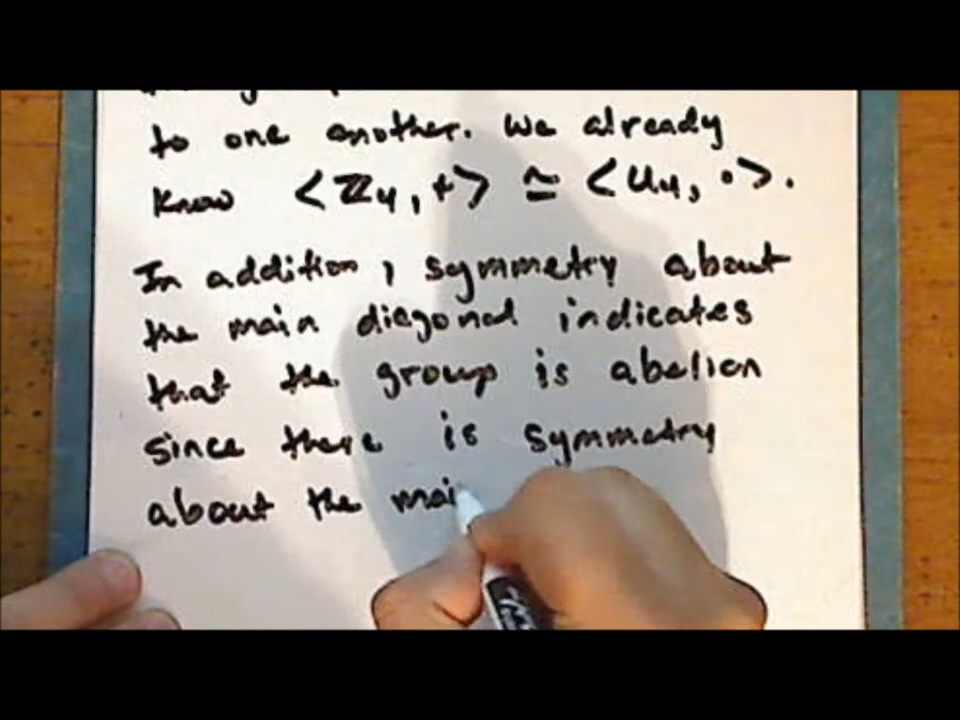 to one another. We already
know <ℤ₄, +> ≃ <U₄, ·>.
In addition, symmetry about
the main diagonal indicates
that the group is abelian
since there is symmetry
about the mai